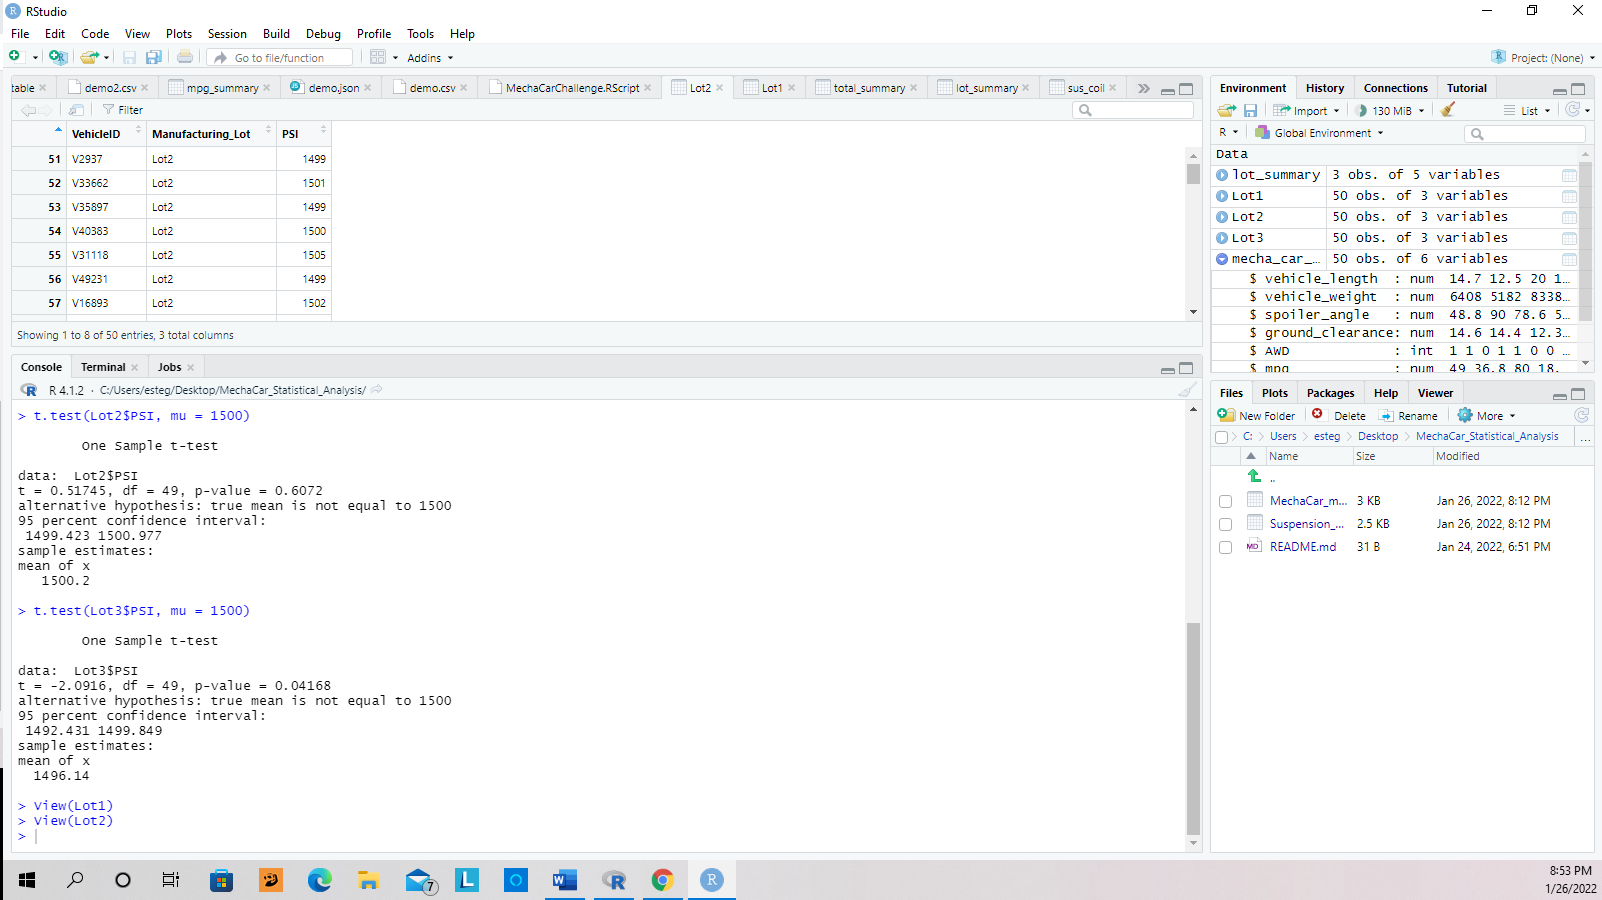 RStudio
File Edit Code View Plots Session Build Debug Profile Tools Help
Go to file/function Addins Project: (None)
table demo2.csv mpg_summary demo.json demo.csv MechaCarChallenge.RScript Lot2 Lot1 total_summary lot_summary sus_coil
Filter
VehicleID Manufacturing_Lot PSI
51 V2937 Lot2 1499
52 V33662 Lot2 1501
53 V35897 Lot2 1499
54 V40383 Lot2 1500
55 V31118 Lot2 1505
56 V49231 Lot2 1499
57 V16893 Lot2 1502
Showing 1 to 8 of 50 entries, 3 total columns
Console Terminal Jobs
R 4.1.2 · C:/Users/esteg/Desktop/MechaCar_Statistical_Analysis/
> t.test(Lot2$PSI, mu = 1500)
One Sample t-test
data: Lot2$PSI
t = 0.51745, df = 49, p-value = 0.6072
alternative hypothesis: true mean is not equal to 1500
95 percent confidence interval:
1499.423 1500.977
sample estimates:
mean of x
1500.2
> t.test(Lot3$PSI, mu = 1500)
One Sample t-test
data: Lot3$PSI
t = -2.0916, df = 49, p-value = 0.04168
alternative hypothesis: true mean is not equal to 1500
95 percent confidence interval:
1492.431 1499.849
sample estimates:
mean of x
1496.14
> View(Lot1)
> View(Lot2)
>
Environment History Connections Tutorial
Import 130 MiB List
R Global Environment
Data
lot_summary 3 obs. of 5 variables
Lot1 50 obs. of 3 variables
Lot2 50 obs. of 3 variables
Lot3 50 obs. of 3 variables
mecha_car_… 50 obs. of 6 variables
$ vehicle_length : num 14.7 12.5 20 1…
$ vehicle_weight : num 6408 5182 8338…
$ spoiler_angle : num 48.8 90 78.6 5…
$ ground_clearance: num 14.6 14.4 12.3…
$ AWD : int 1 1 0 1 1 0 0 …
$ mpg : num 49 36.8 80 18.
Files Plots Packages Help Viewer
New Folder Delete Rename More
C: Users esteg Desktop MechaCar_Statistical_Analysis ...
Name Size Modified
..
MechaCar_m... 3 KB Jan 26, 2022, 8:12 PM
Suspension_... 2.5 KB Jan 26, 2022, 8:12 PM
README.md 31 B Jan 24, 2022, 6:51 PM
7
8:53 PM
1/26/2022